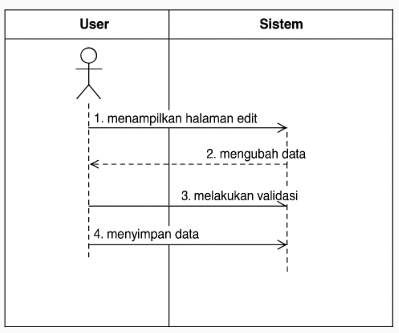 User
Sistem
1. menampilkan halaman edit
2. mengubah data
3. melakukan validasi
4. menyimpan data